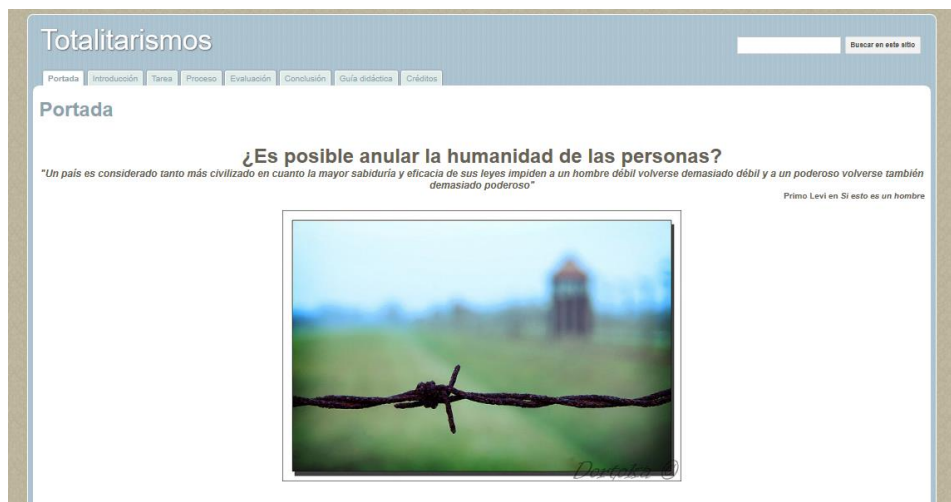 Totalitarismos
Buscar en este sitio
Portada Introducción Tarea Proceso Evaluación Conclusión Guía didáctica Créditos
Portada
¿Es posible anular la humanidad de las personas?
"Un país es considerado tanto más civilizado en cuanto la mayor sabiduría y eficacia de sus leyes impiden a un hombre débil volverse demasiado débil y a un poderoso volverse también
demasiado poderoso"
Primo Levi en Si esto es un hombre